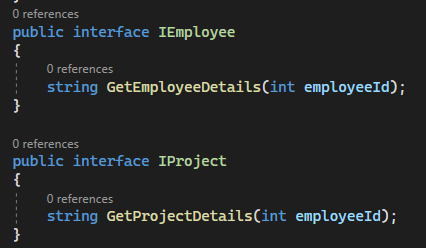 0 references
public interface IEmployee
{
0 references
string GetEmployeeDetails(int employeeId);
}
0 references
public interface IProject
{
0 references
string GetProjectDetails(int employeeId);
}